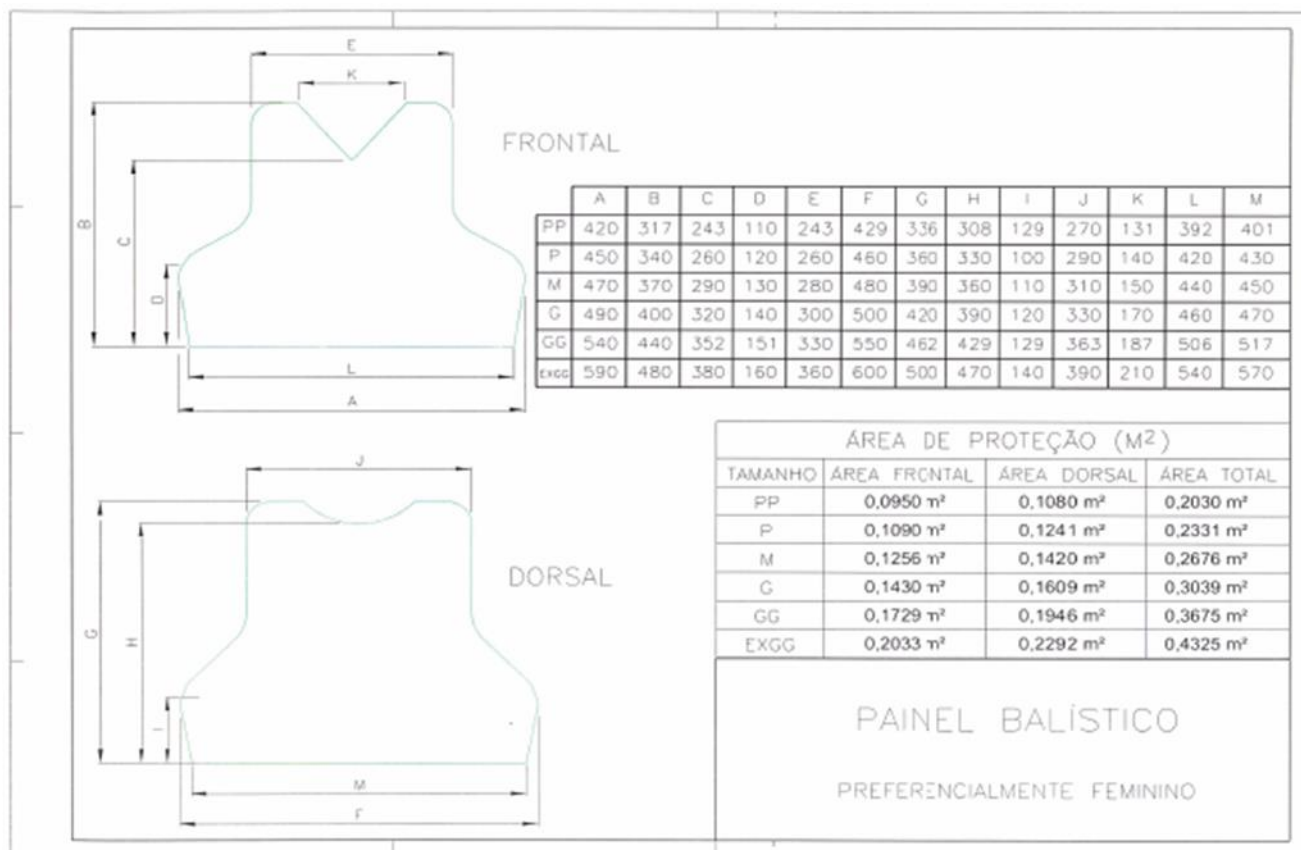 E
K
FRONTAL
B
C
D
L
A
A B C D E F G H I J K L M
PP 420 317 243 110 243 429 336 308 129 270 131 392 401
P 450 340 260 120 260 460 360 330 100 290 140 420 430
M 470 370 290 130 280 480 390 360 110 310 150 440 450
G 490 400 320 140 300 500 420 390 120 330 170 460 470
GG 540 440 352 151 330 550 462 429 129 363 187 506 517
EXGG 590 480 380 160 360 600 500 470 140 390 210 540 570
ÁREA DE PROTEÇÃO (M²)
TAMANHO ÁREA FRONTAL ÁREA DORSAL ÁREA TOTAL
PP 0,0950 m² 0,1080 m² 0,2030 m²
P 0,1090 m² 0,1241 m² 0,2331 m²
M 0,1256 m² 0,1420 m² 0,2676 m²
G 0,1430 m² 0,1609 m² 0,3039 m²
GG 0,1729 m² 0,1946 m² 0,3675 m²
EXGG 0,2033 m² 0,2292 m² 0,4325 m²
J
DORSAL
G
H
I
M
F
PAINEL BALÍSTICO
PREFERENCIALMENTE FEMININO